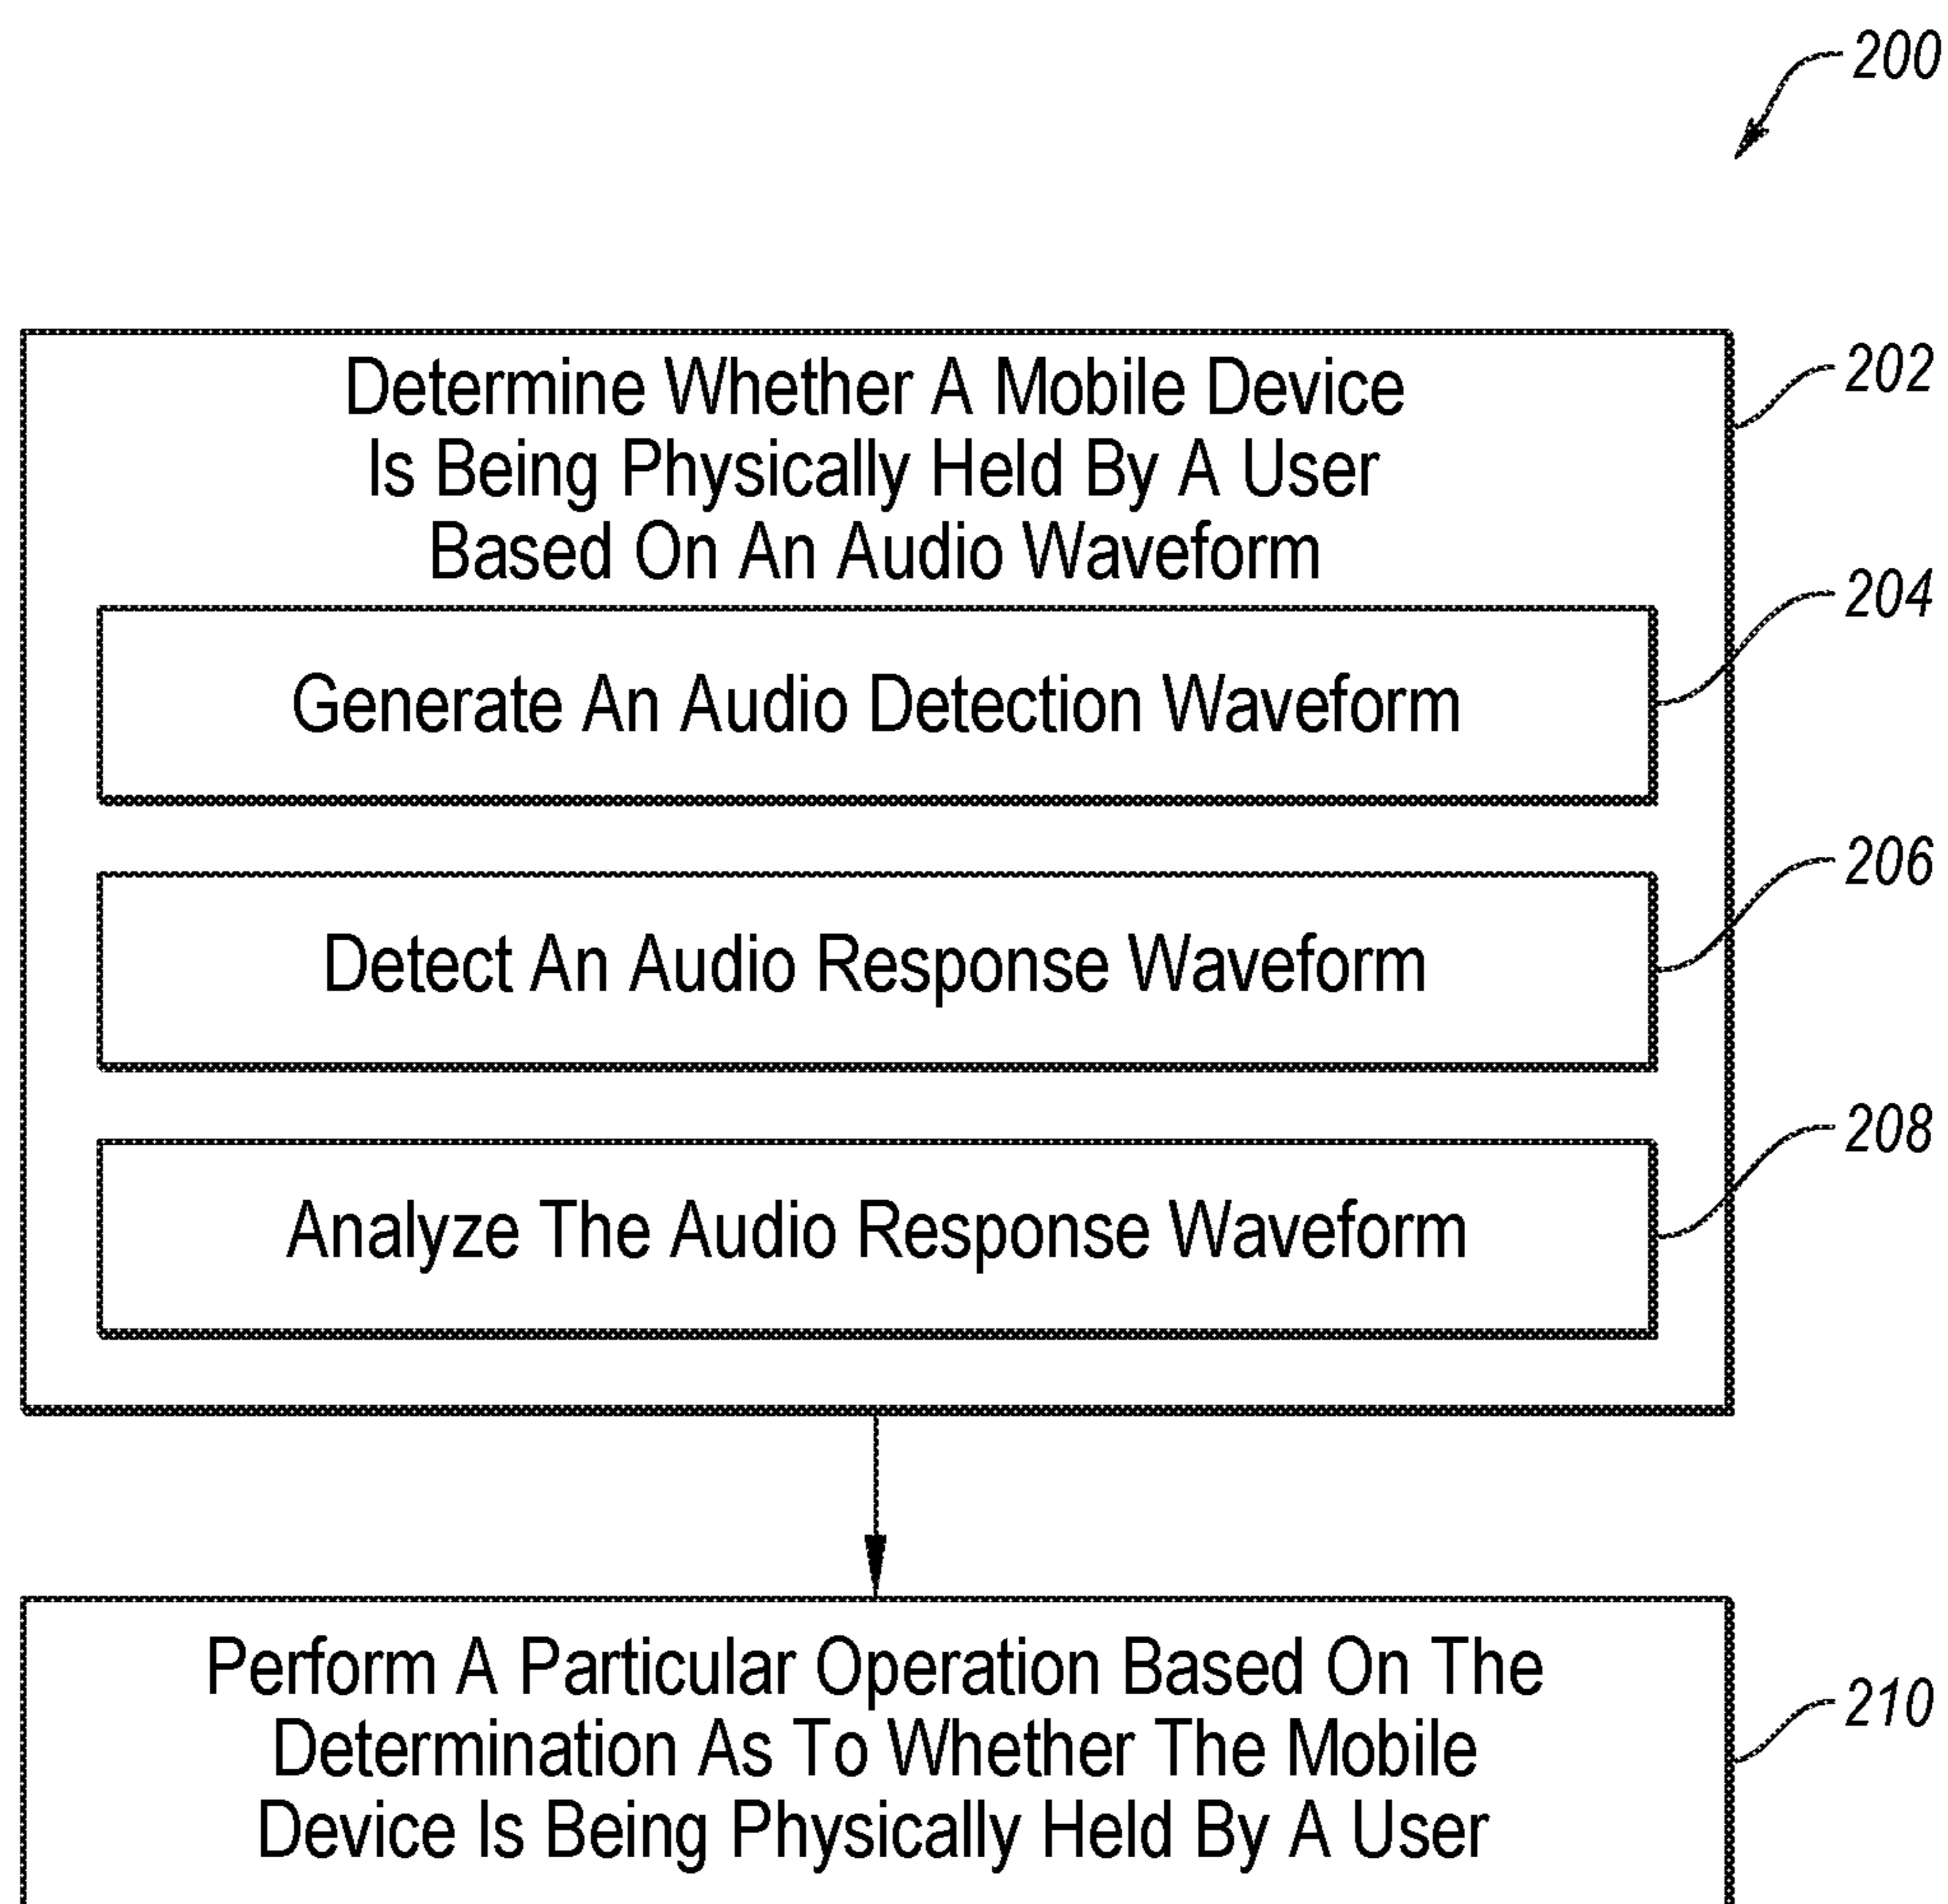 200
202
Determine Whether A Mobile Device
Is Being Physically Held By A User
Based On An Audio Waveform
204
Generate An Audio Detection Waveform
206
Detect An Audio Response Waveform
208
Analyze The Audio Response Waveform
210
Perform A Particular Operation Based On The
Determination As To Whether The Mobile
Device Is Being Physically Held By A User